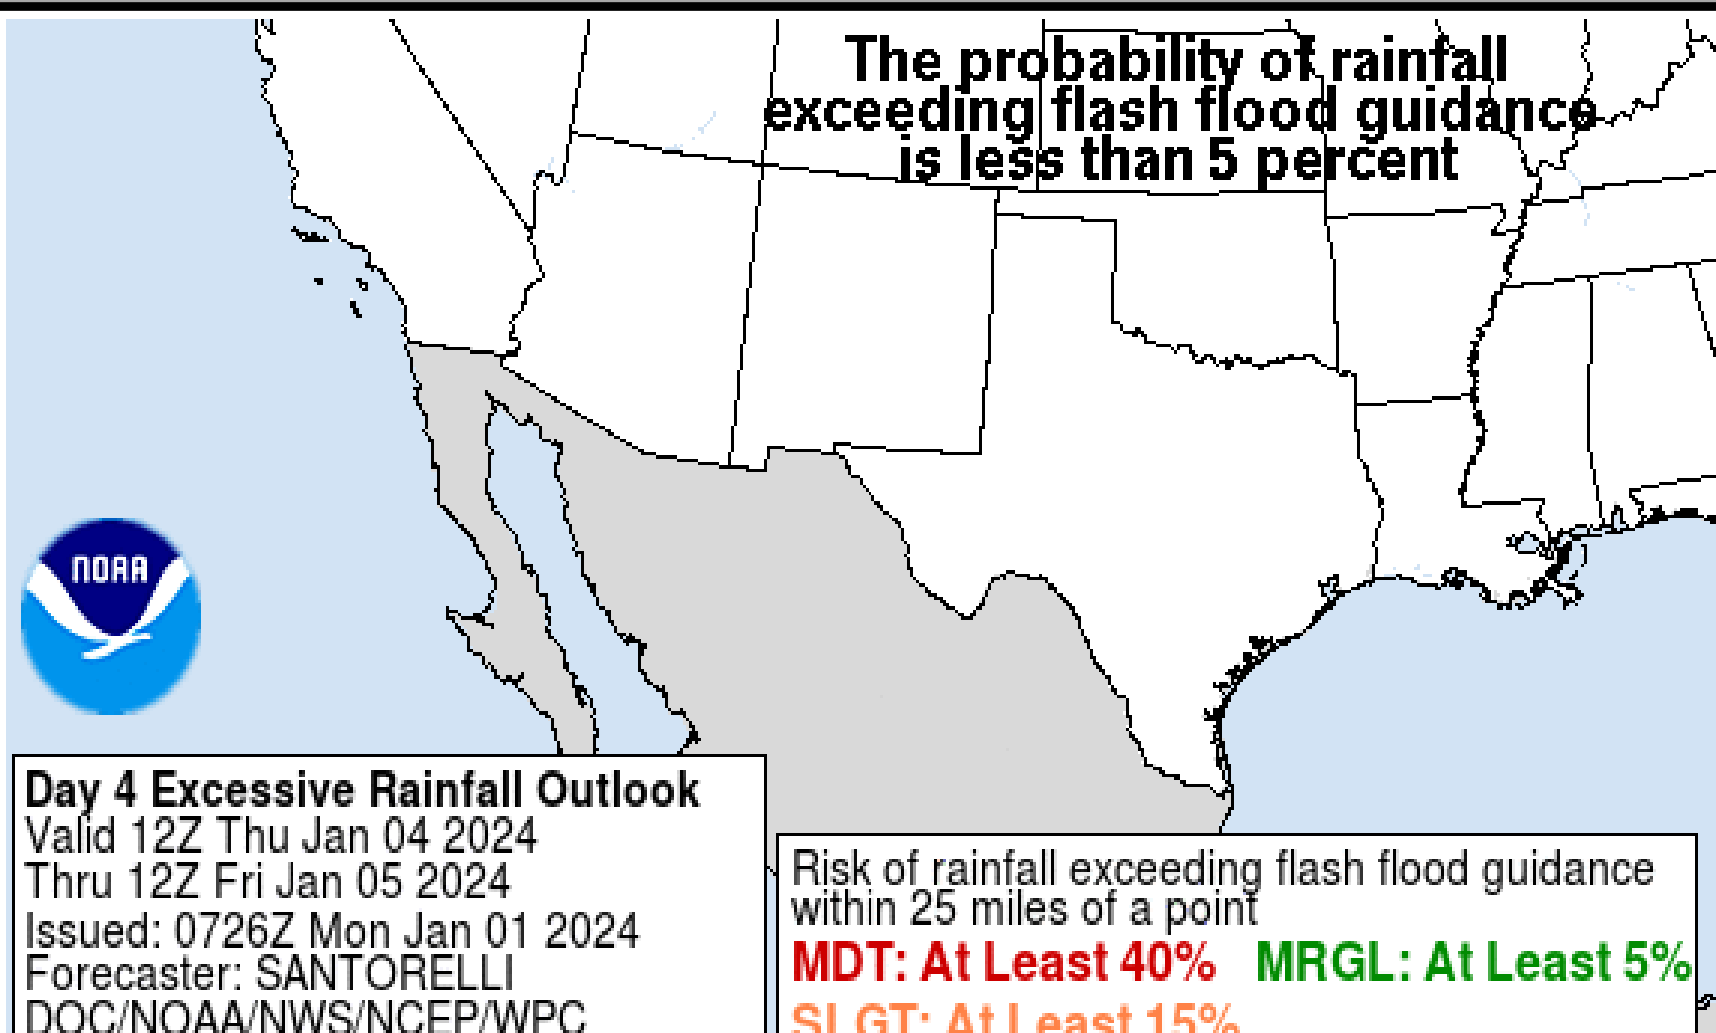 The probability of rainfall
exceeding flash flood guidance
is less than 5 percent
NOAA
Day 4 Excessive Rainfall Outlook
Valid 12Z Thu Jan 04 2024
Thru 12Z Fri Jan 05 2024
Issued: 0726Z Mon Jan 01 2024
Forecaster: SANTORELLI
DOC/NOAA/NWS/NCEP/WPC
Risk of rainfall exceeding flash flood guidance
within 25 miles of a point
MDT: At Least 40% MRGL: At Least 5%
SLGT: At Least 15%